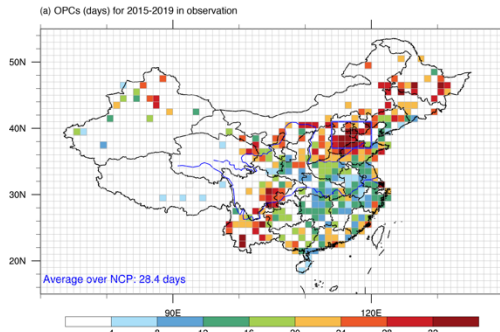 (a) OPCs (days) for 2015-2019 in observation
50N
40N
30N
20N
Average over NCP: 28.4 days
90E 120E